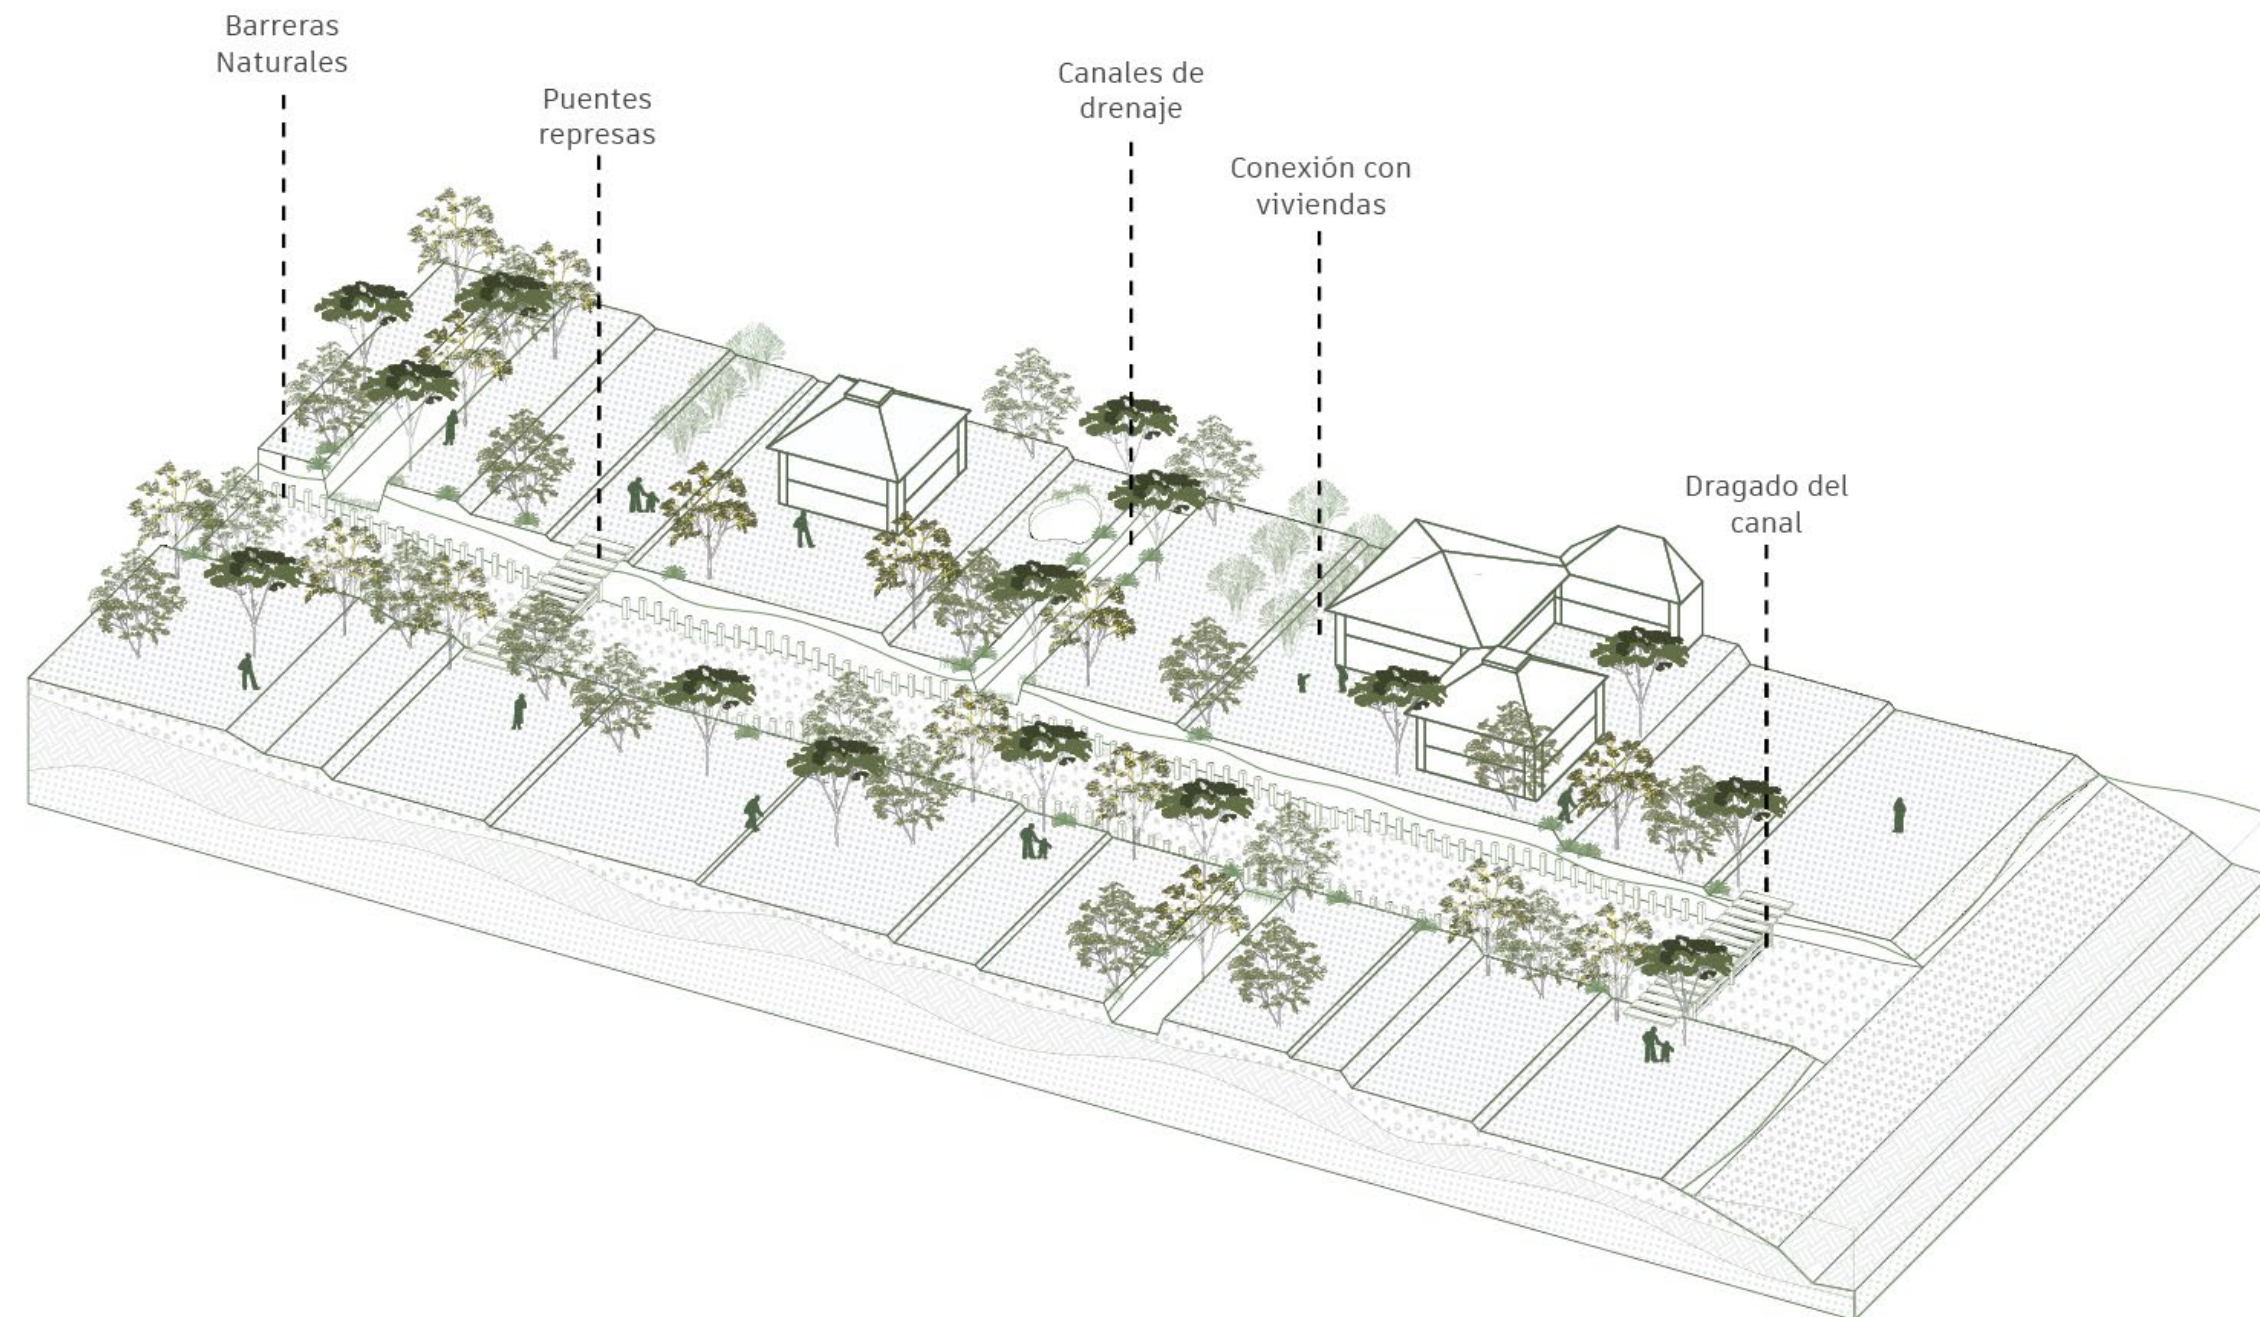 Barreras
Naturales
Puentes
represas
Canales de
drenaje
Conexión con
viviendas
Dragado del
canal